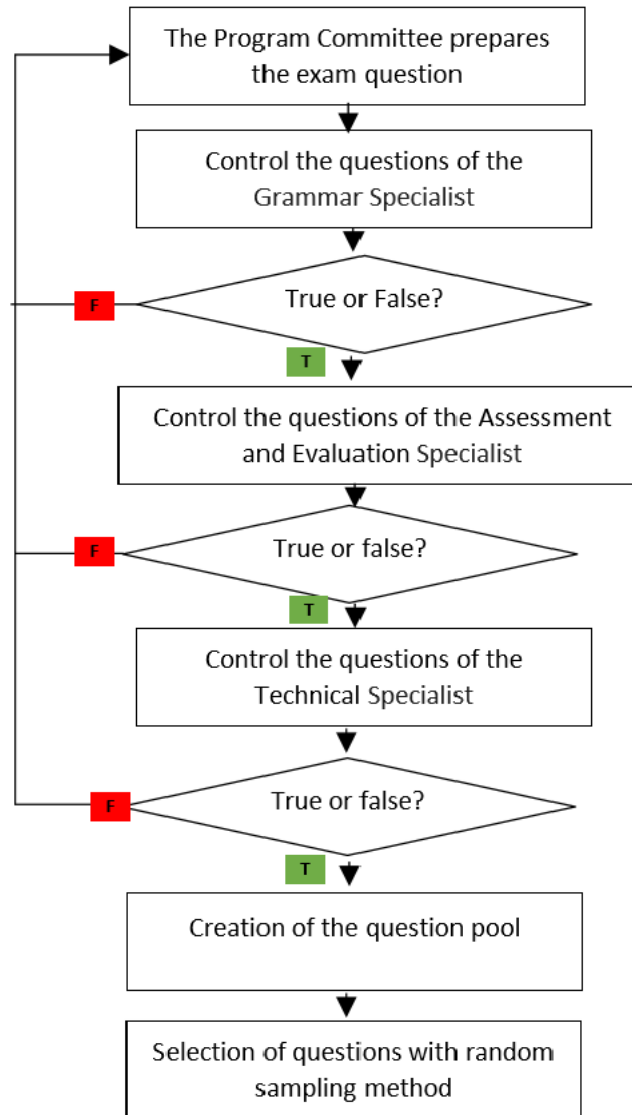 The Program Committee prepares
the exam question
Control the questions of the
Grammar Specialist
True or False?
F
T
Control the questions of the Assessment
and Evaluation Specialist
True or false?
F
T
Control the questions of the
Technical Specialist
True or false?
F
T
Creation of the question pool
Selection of questions with random
sampling method